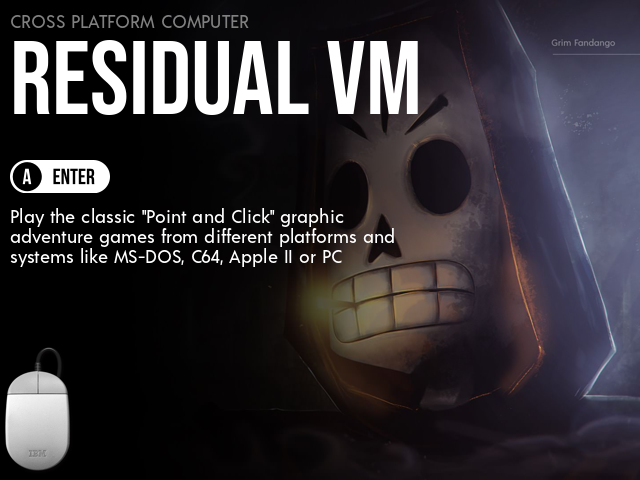 CROSS PLATFORM COMPUTER
Grim Fandango
RESIDUAL VM
A ENTER
Play the classic "Point and Click" graphic
adventure games from different platforms and
systems like MS-DOS, C64, Apple II or PC
IBM